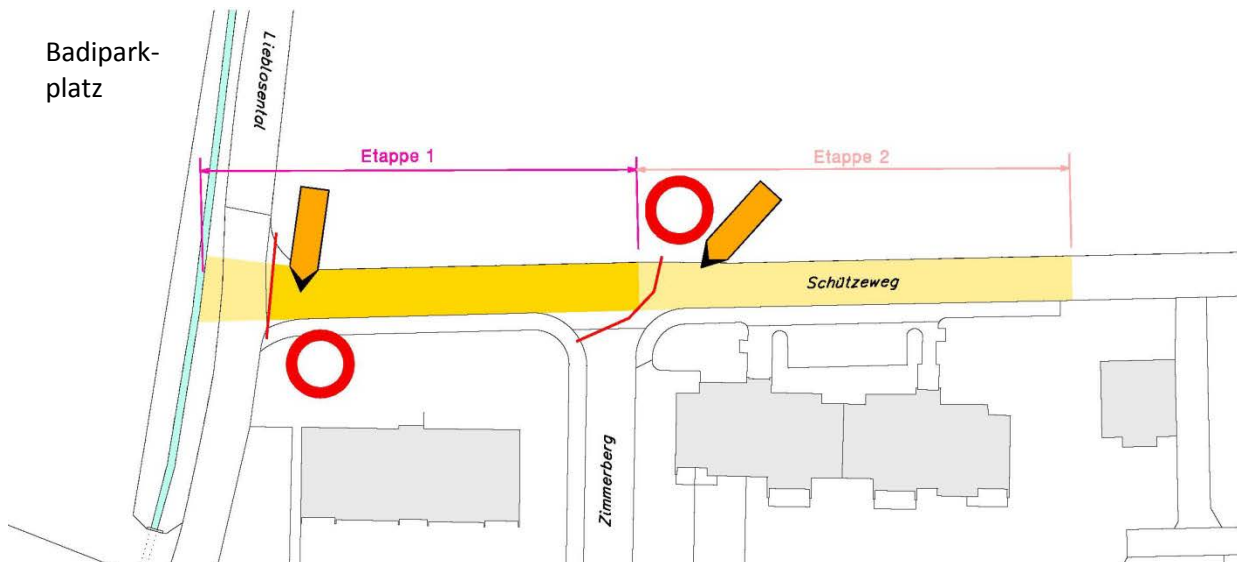 Badipark-
platz
Lieblosental
Etappe 1
Etappe 2
Schützeweg
Zimmerberg